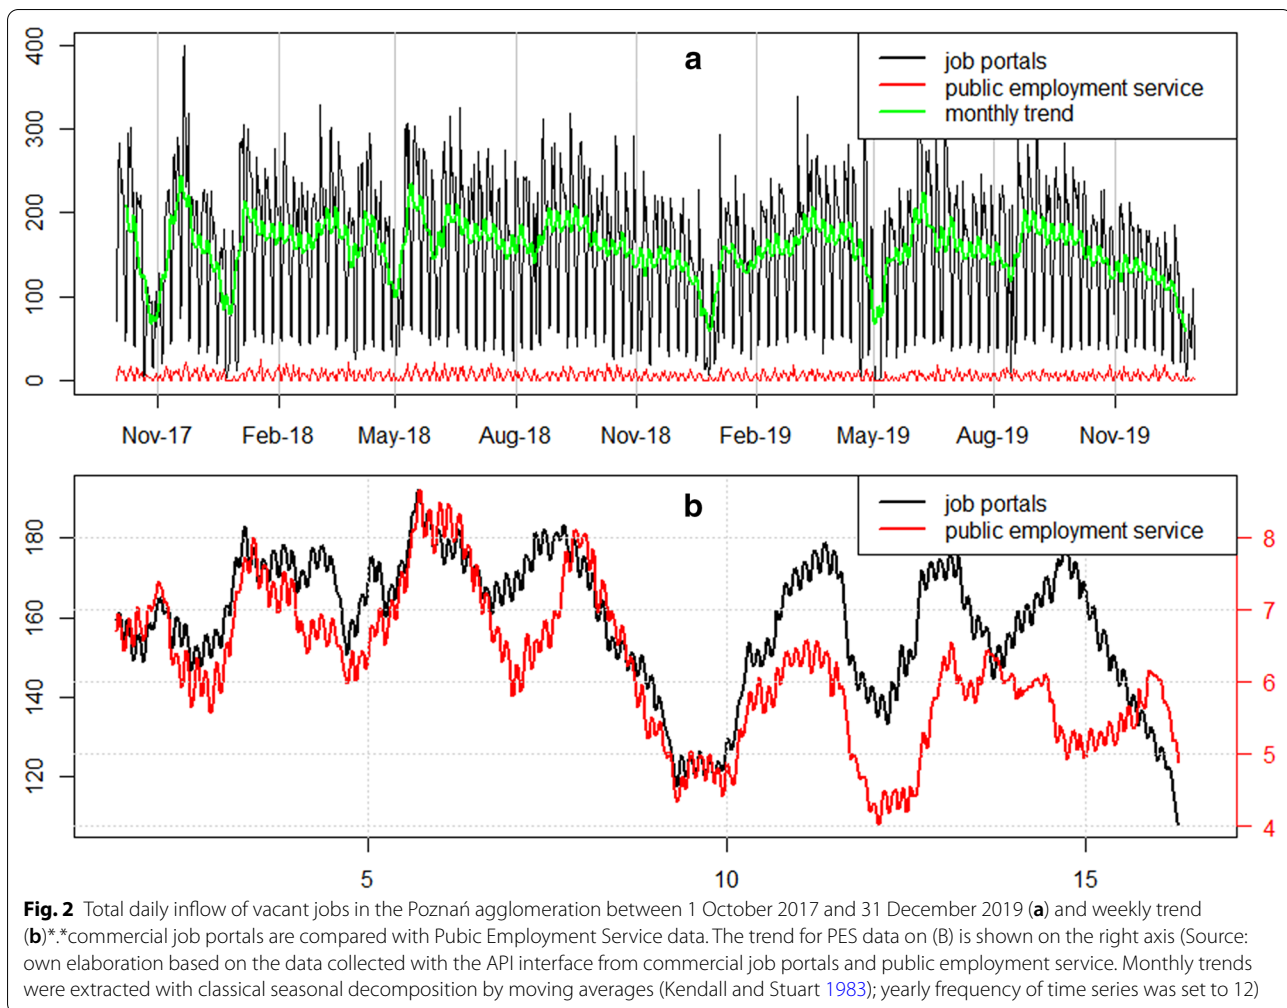 a
job portals
public employment service
monthly trend
400
300
200
100
0
Nov-17 Feb-18 May-18 Aug-18 Nov-18 Feb-19 May-19 Aug-19 Nov-19
b
job portals
public employment service
180
160
140
120
8
7
6
5
4
5 10 15
Fig. 2 Total daily inflow of vacant jobs in the Poznań agglomeration between 1 October 2017 and 31 December 2019 (a) and weekly trend
(b)*.*commercial job portals are compared with Pubic Employment Service data. The trend for PES data on (B) is shown on the right axis (Source:
own elaboration based on the data collected with the API interface from commercial job portals and public employment service. Monthly trends
were extracted with classical seasonal decomposition by moving averages (Kendall and Stuart 1983); yearly frequency of time series was set to 12)